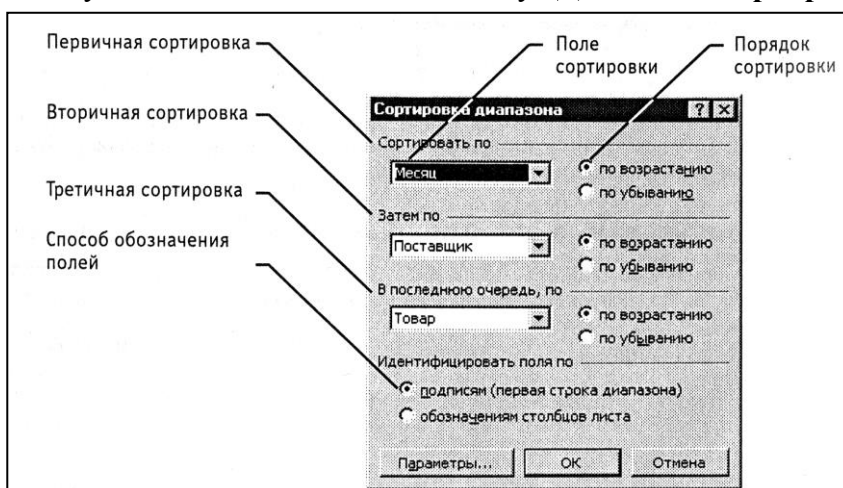 Первичная сортировка
Поле
сортировки
Порядок
сортировки
Вторичная сортировка
Третичная сортировка
Способ обозначения
полей
Сортировка диапазона
Сортировать по
Месяц
по возрастанию
по убыванию
Затем по
Поставщик
по возрастанию
по убыванию
В последнюю очередь, по
Товар
по возрастанию
по убыванию
Идентифицировать поля по
подписям (первая строка диапазона)
обозначениям столбцов листа
Параметры...
ОК
Отмена